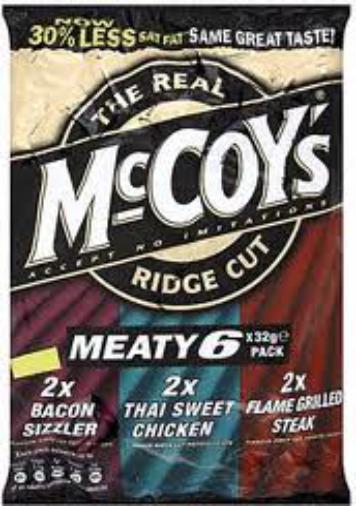 NOW
30% LESS SAT FAT SAME GREAT TASTE!
THE REAL
McCOY's
ACCEPT NO IMITATIONS
RIDGE CUT
MEATY 6 x 32g e
PACK
2x
BACON
SIZZLER
2x
THAI SWEET
CHICKEN
2x
FLAME GRILLED
STEAK